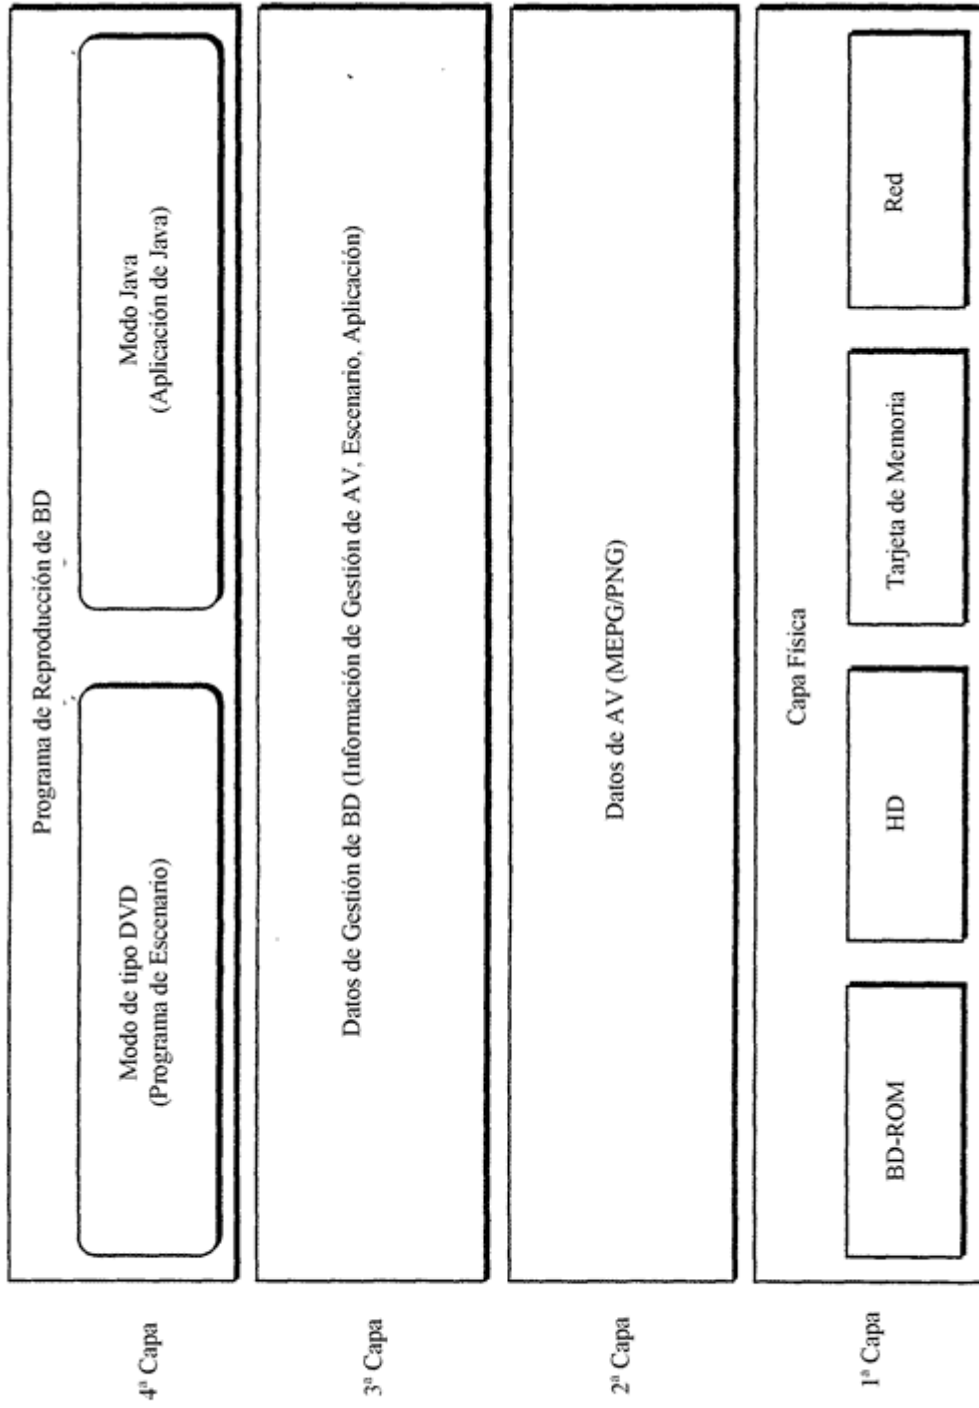 4ª Capa
Programa de Reproducción de BD
Modo de tipo DVD
(Programa de Escenario)
Modo Java
(Aplicación de Java)
3ª Capa
Datos de Gestión de BD (Información de Gestión de AV, Escenario, Aplicación)
2ª Capa
Datos de AV (MEPG/PNG)
1ª Capa
Capa Física
BD-ROM
HD
Tarjeta de Memoria
Red